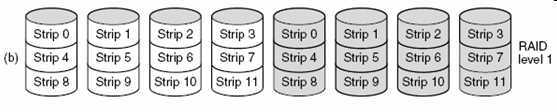 Strip 0 Strip 1 Strip 2 Strip 3 Strip 0 Strip 1 Strip 2 Strip 3
(b) Strip 4 Strip 5 Strip 6 Strip 7 Strip 4 Strip 5 Strip 6 Strip 7 RAID level 1
Strip 8 Strip 9 Strip 10 Strip 11 Strip 8 Strip 9 Strip 10 Strip 11